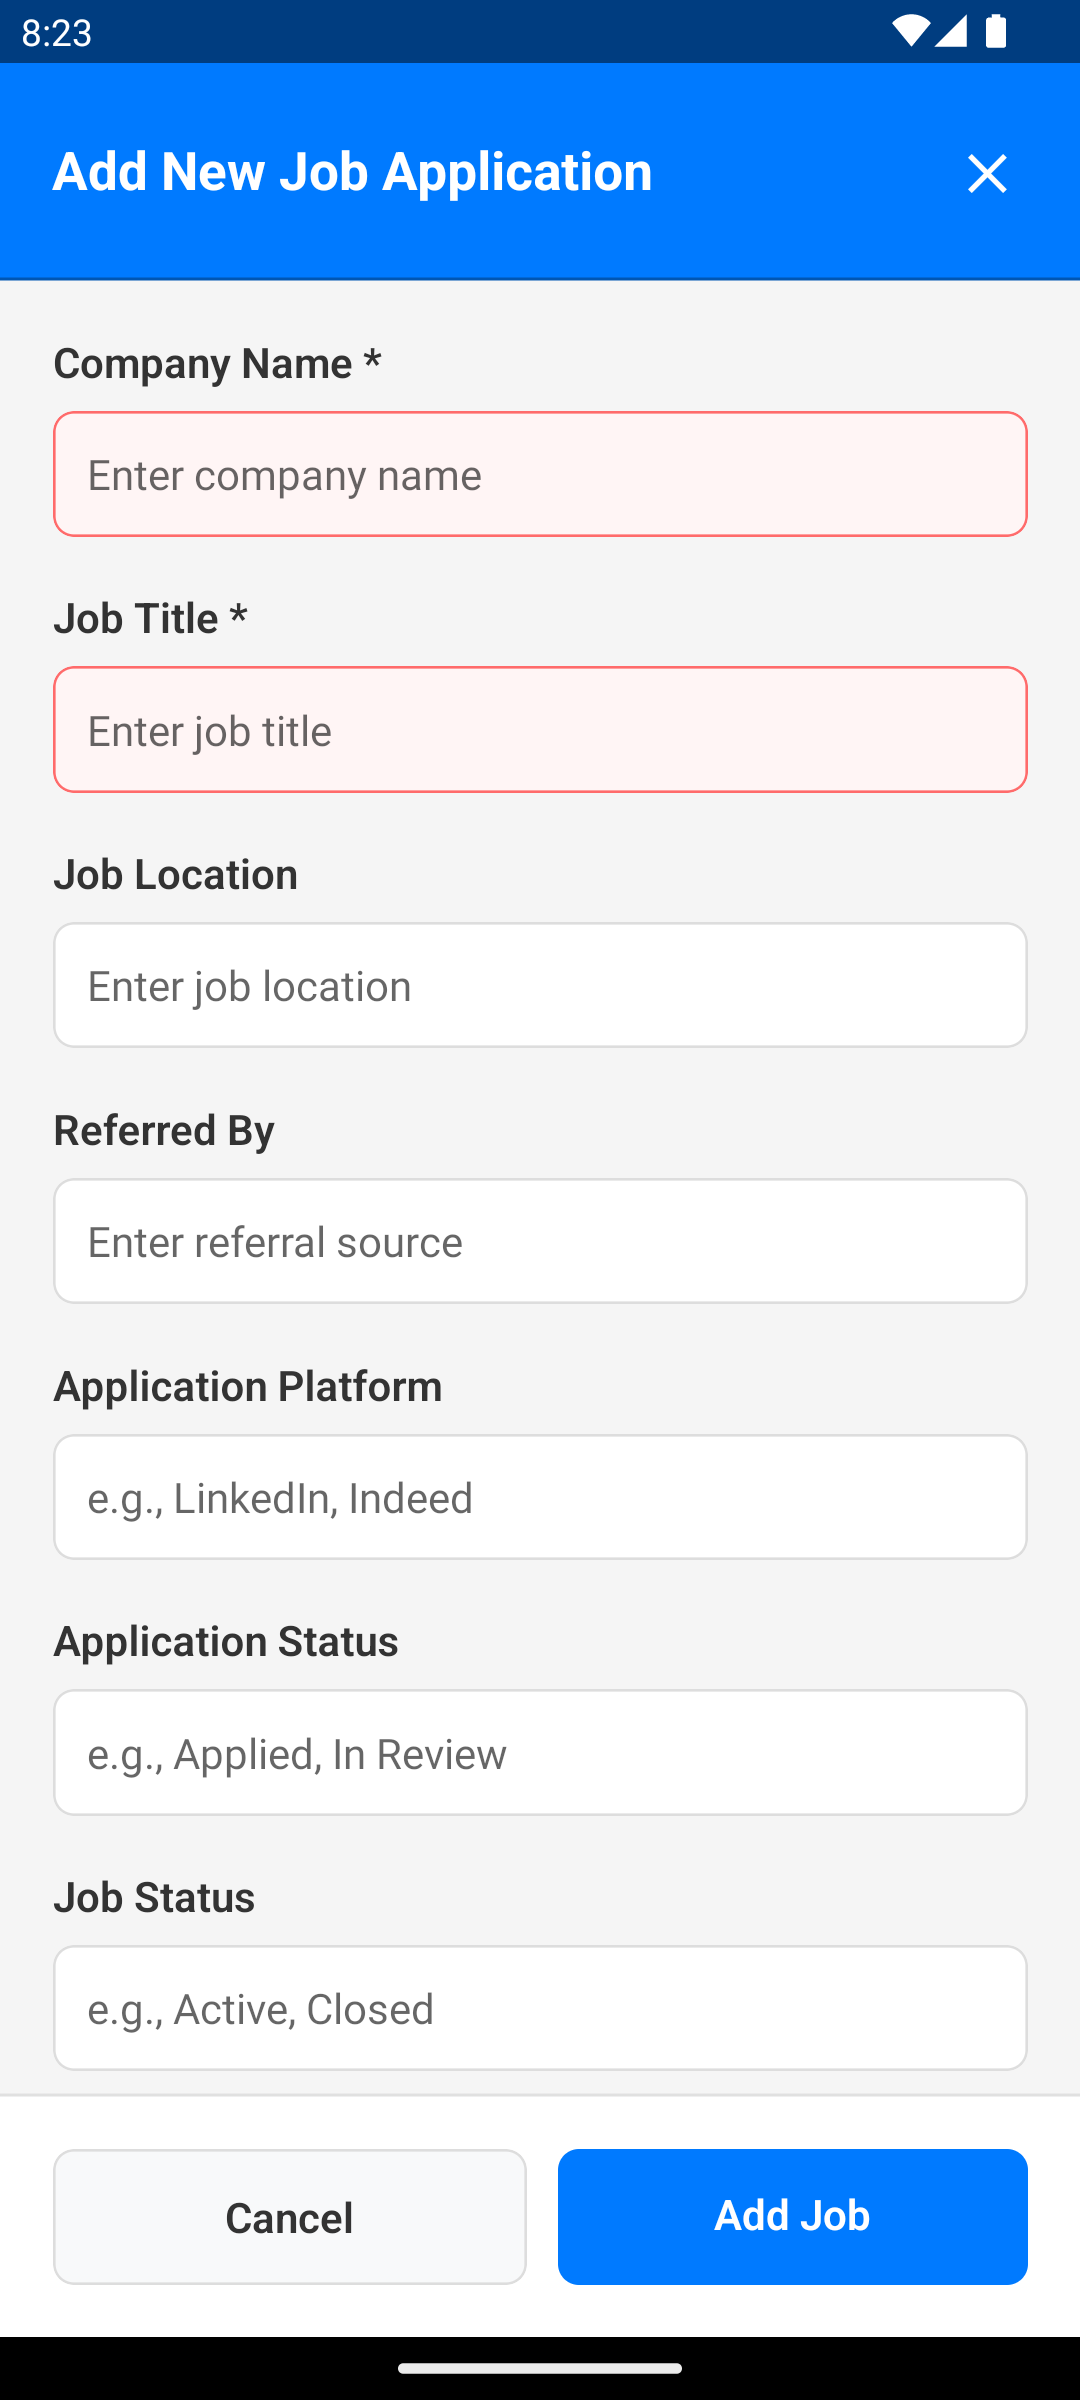 8:23
Add New Job Application
Company Name *
Enter company name
Job Title *
Enter job title
Job Location
Enter job location
Referred By
Enter referral source
Application Platform
e.g., LinkedIn, Indeed
Application Status
e.g., Applied, In Review
Job Status
e.g., Active, Closed
Cancel
Add Job